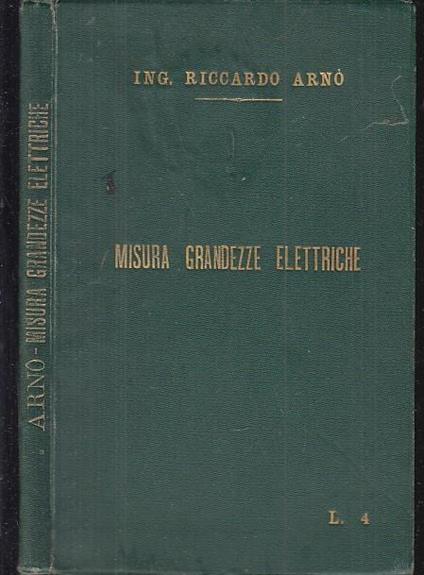 ING. RICCARDO ARNÒ
MISURA GRANDEZZE ELETTRICHE
L. 4
ARNÒ - MISURA GRANDEZZE ELETTRICHE